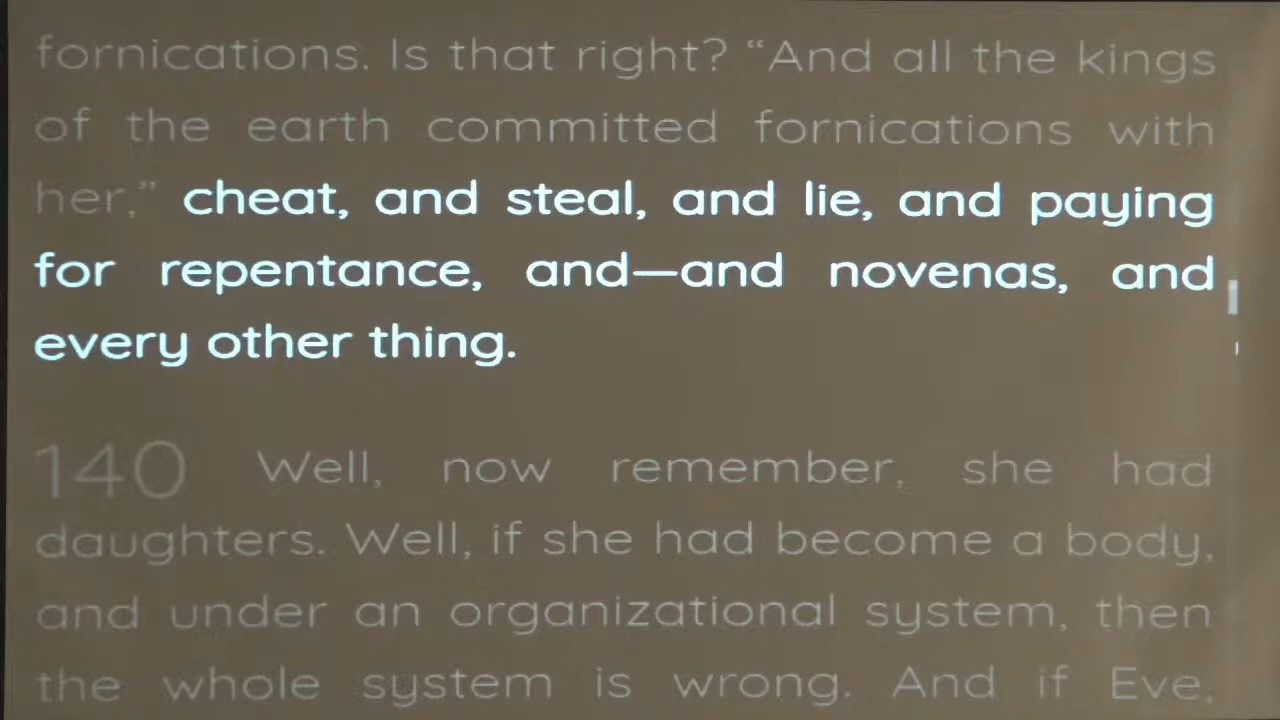 fornications. Is that right? “And all the kings
of the earth committed fornications with
her,” cheat, and steal, and lie, and paying
for repentance, and—and novenas, and
every other thing.
140 Well, now remember, she had
daughters. Well, if she had become a body,
and under an organizational system, then
the whole system is wrong. And if Eve,